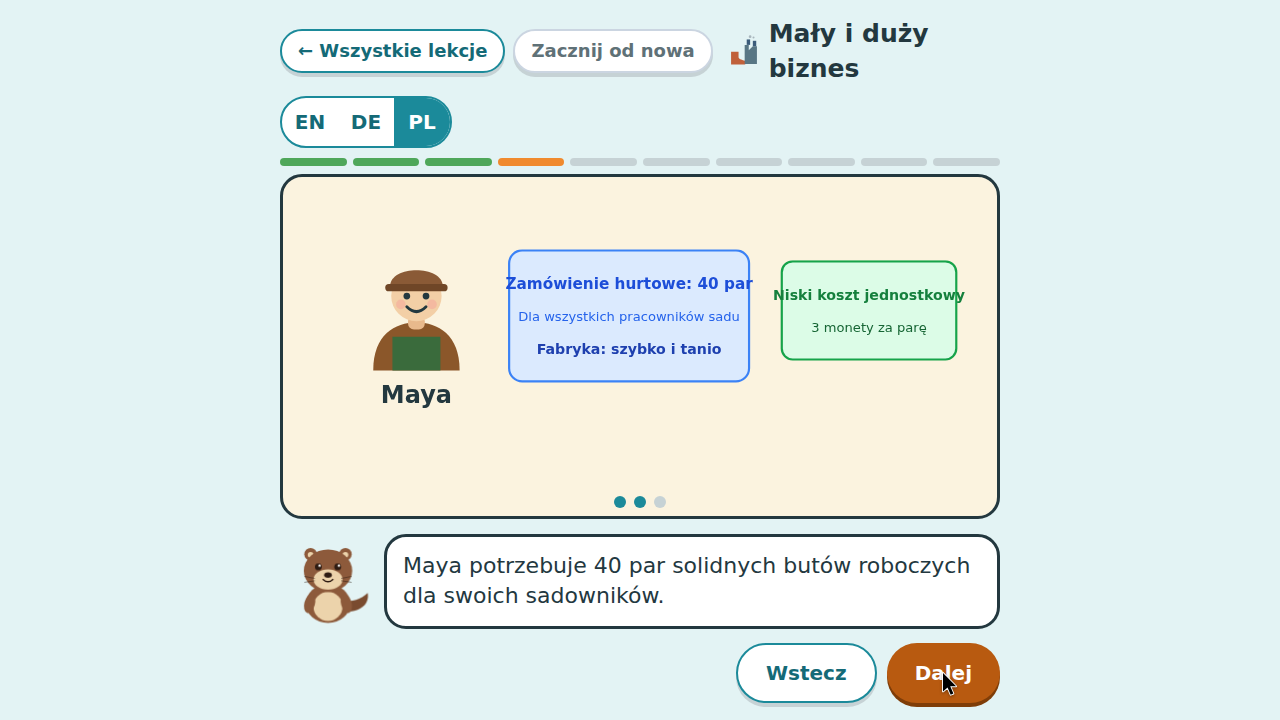 ← Wszystkie lekcje
Zacznij od nowa
Mały i duży
biznes
EN DE PL
Zamówienie hurtowe: 40 par
Dla wszystkich pracowników sadu
Fabryka: szybko i tanio
Niski koszt jednostkowy
3 monety za parę
Maya
Maya potrzebuje 40 par solidnych butów roboczych
dla swoich sadowników.
Wstecz
Dalej